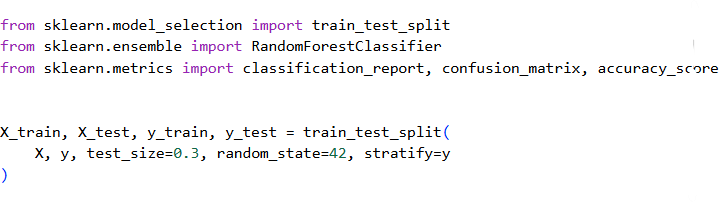 from sklearn.model_selection import train_test_split
from sklearn.ensemble import RandomForestClassifier
from sklearn.metrics import classification_report, confusion_matrix, accuracy_score
X_train, X_test, y_train, y_test = train_test_split(
    X, y, test_size=0.3, random_state=42, stratify=y
)